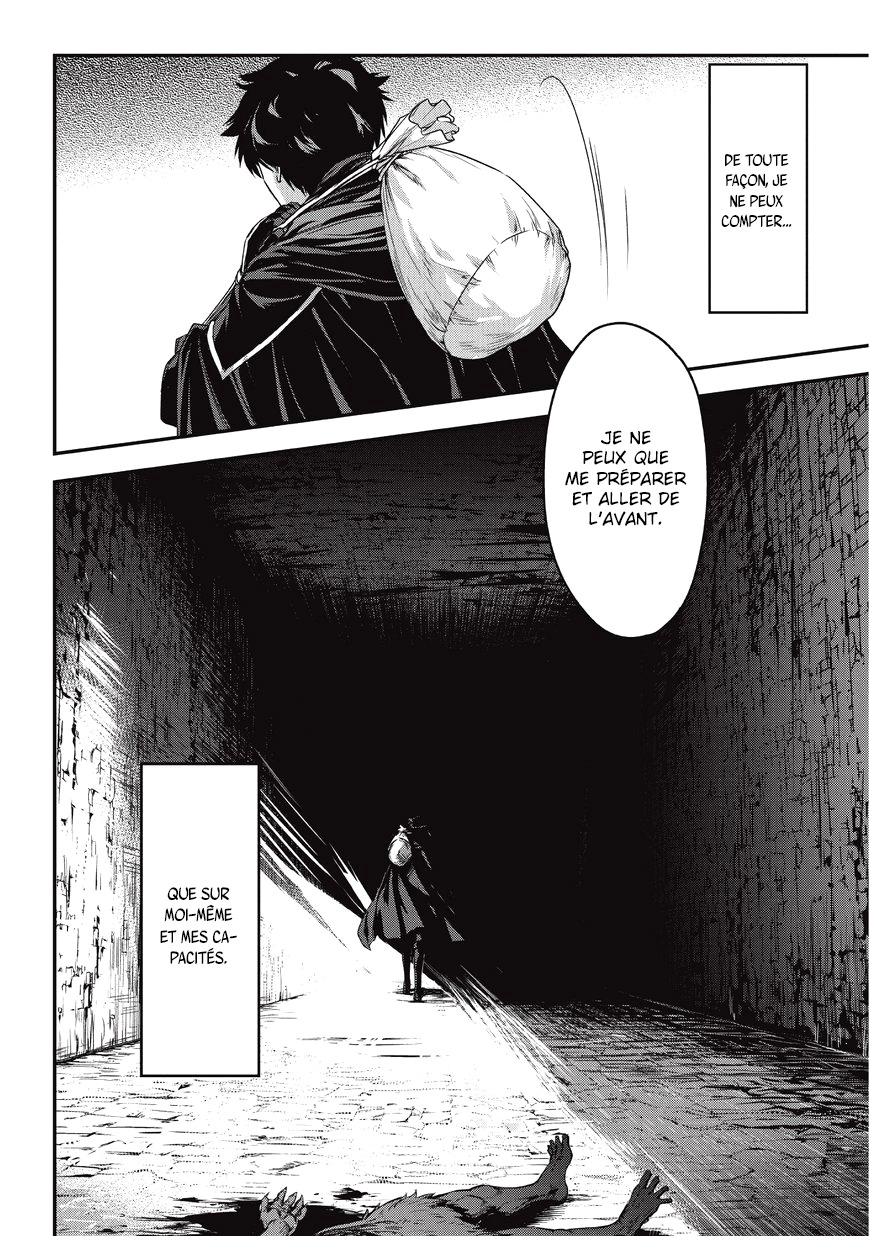 DE TOUTE
FAÇON, JE
NE PEUX
COMPTER...
JE NE
PEUX QUE
ME PRÉPARER
ET ALLER DE
L'AVANT.
QUE SUR
MOI-MÊME
ET MES CA-
PACITÉS.